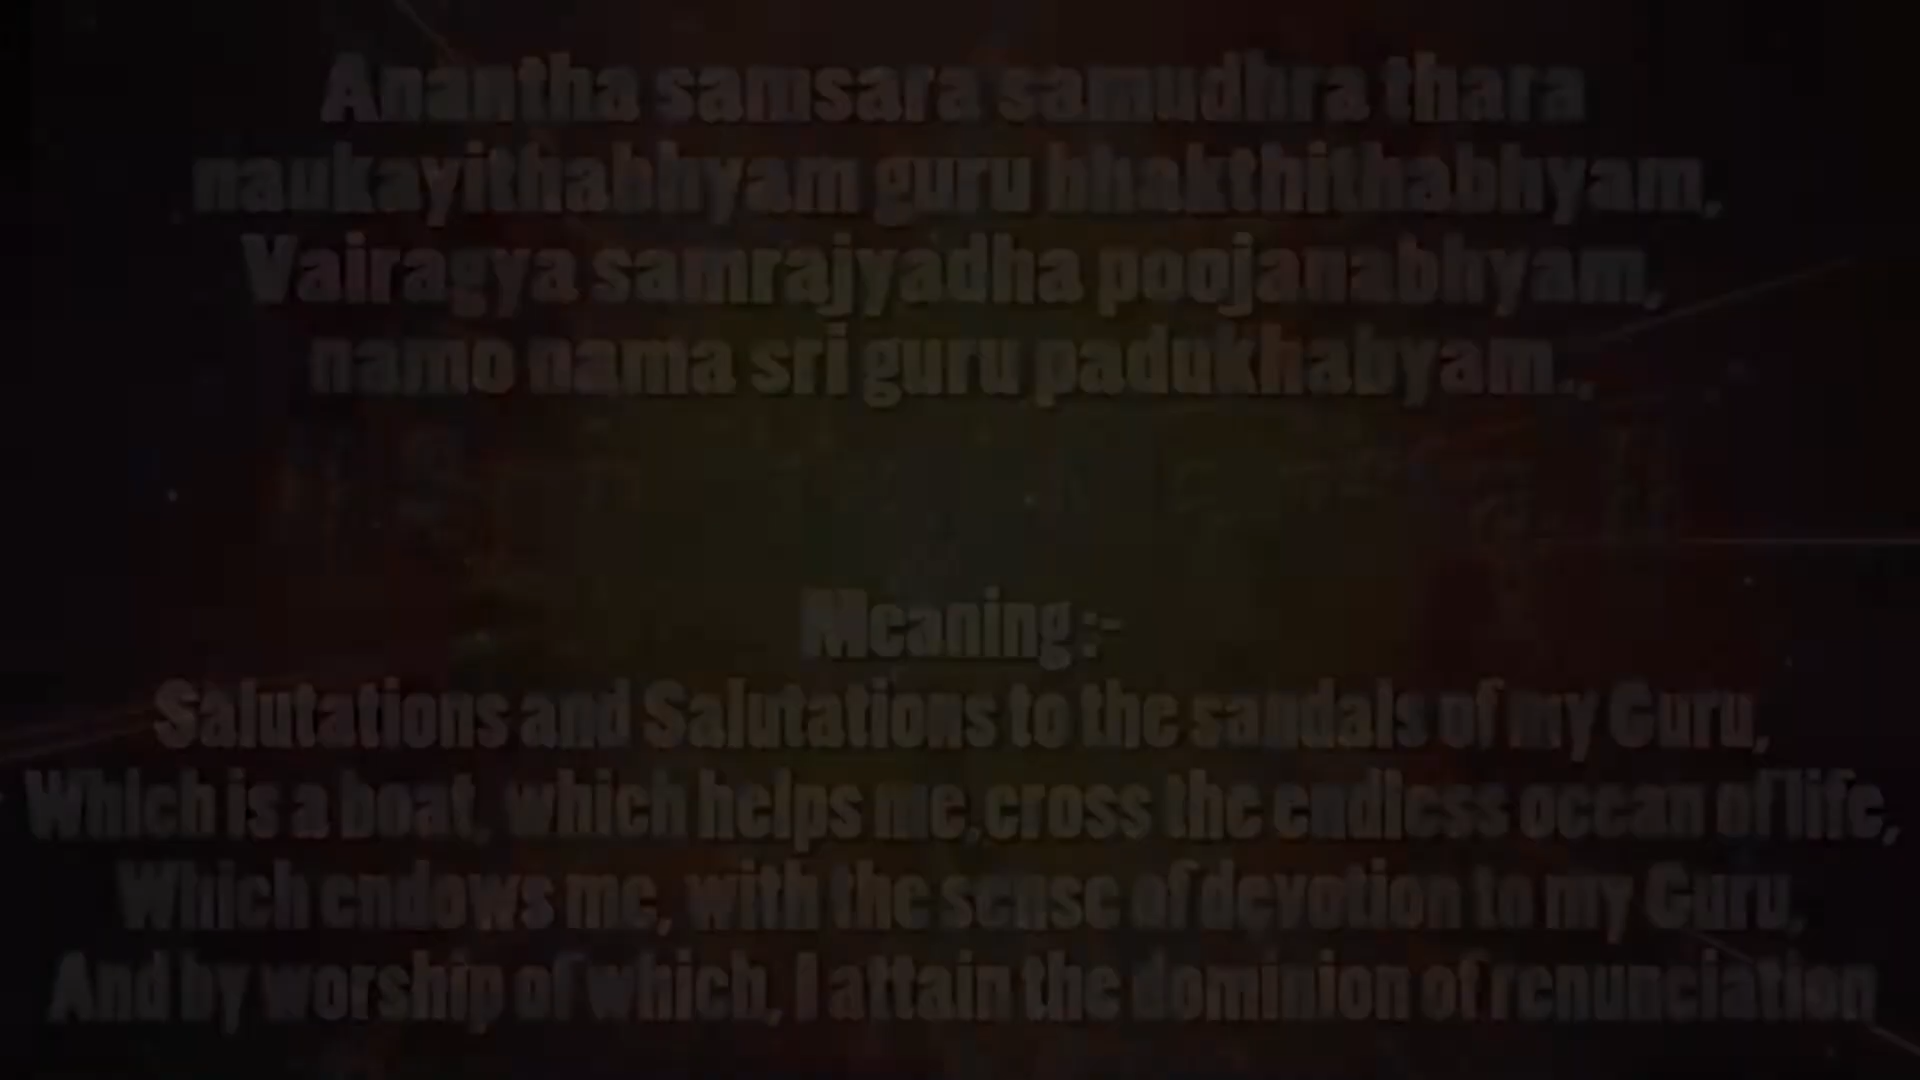 Anantha samsara samudhra thara
naukayithabhyam guru bhakthithabhyam,
Vairagya samrajyadha poojanabhyam,
namo nama sri guru padukhabyam..
Meaning :-
Salutations and Salutations to the sandals of my Guru,
Which is a boat, which helps me,cross the endless ocean of life,
Which endows me, with the sense of devotion to my Guru,
And by worship of which, I attain the dominion of renunciation